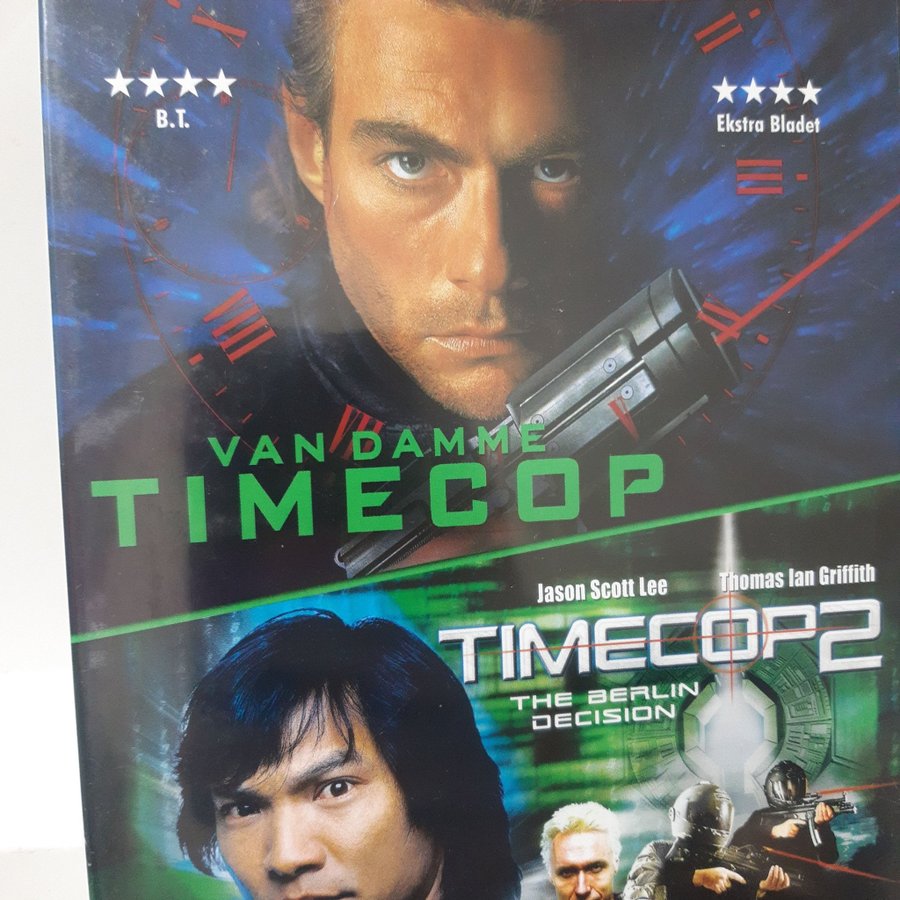 ★★★★
B.T.
★★★★
Ekstra Bladet
VAN DAMME
TIMECOP
Jason Scott Lee
Thomas Ian Griffith
TIMECOP2
THE BERLIN
DECISION